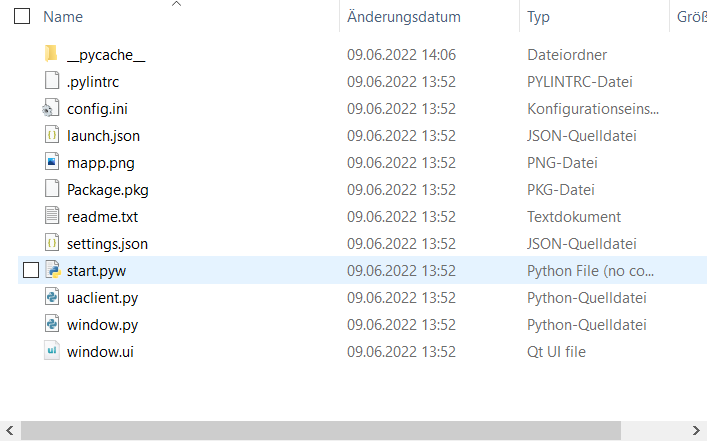 Name Änderungsdatum Typ Größ
__pycache__ 09.06.2022 14:06 Dateiordner
.pylintrc 09.06.2022 13:52 PYLINTRC-Datei
config.ini 09.06.2022 13:52 Konfigurationseins...
launch.json 09.06.2022 13:52 JSON-Quelldatei
mapp.png 09.06.2022 13:52 PNG-Datei
Package.pkg 09.06.2022 13:52 PKG-Datei
readme.txt 09.06.2022 13:52 Textdokument
settings.json 09.06.2022 13:52 JSON-Quelldatei
start.pyw 09.06.2022 13:52 Python File (no co...
uaclient.py 09.06.2022 13:52 Python-Quelldatei
window.py 09.06.2022 13:52 Python-Quelldatei
ui window.ui 09.06.2022 13:52 Qt UI file